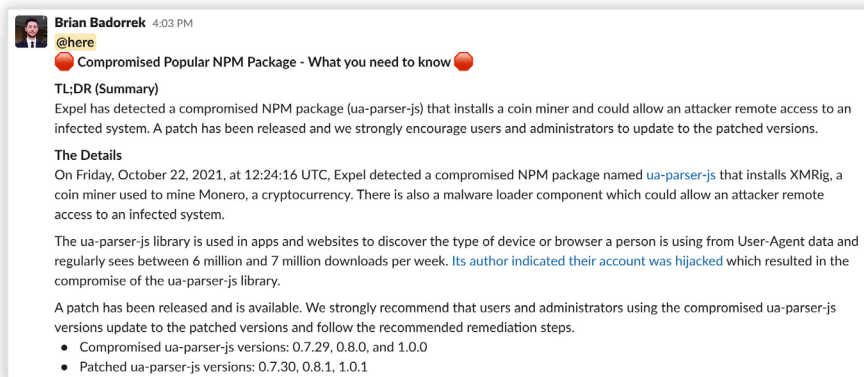 Brian Badorrek 4:03 PM
@here
Compromised Popular NPM Package - What you need to know
TL;DR (Summary)
Expel has detected a compromised NPM package (ua-parser-js) that installs a coin miner and could allow an attacker remote access to an
infected system. A patch has been released and we strongly encourage users and administrators to update to the patched versions.
The Details
On Friday, October 22, 2021, at 12:24:16 UTC, Expel detected a compromised NPM package named ua-parser-js that installs XMRig, a
coin miner used to mine Monero, a cryptocurrency. There is also a malware loader component which could allow an attacker remote
access to an infected system.
The ua-parser-js library is used in apps and websites to discover the type of device or browser a person is using from User-Agent data and
regularly sees between 6 million and 7 million downloads per week. Its author indicated their account was hijacked which resulted in the
compromise of the ua-parser-js library.
A patch has been released and is available. We strongly recommend that users and administrators using the compromised ua-parser-js
versions update to the patched versions and follow the recommended remediation steps.
• Compromised ua-parser-js versions: 0.7.29, 0.8.0, and 1.0.0
• Patched ua-parser-js versions: 0.7.30, 0.8.1, 1.0.1